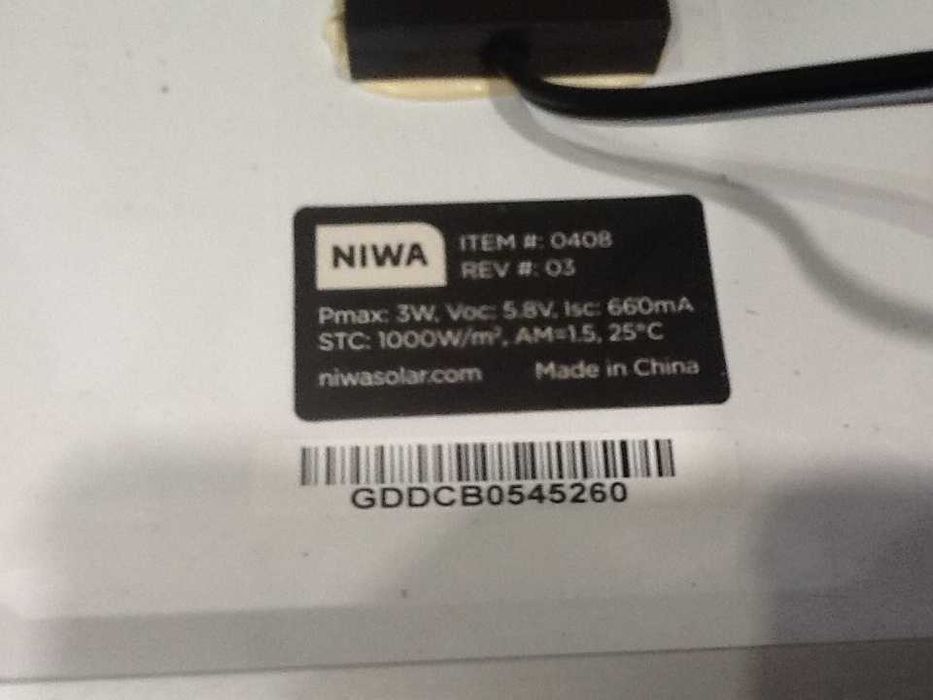 NIWA
ITEM #: 0408
REV #: 03
Pmax: 3W, Voc: 5.8V, Isc: 660mA
STC: 1000W/m², AM=1.5, 25°C
niwasolar.com Made in China
GDDCB0545260